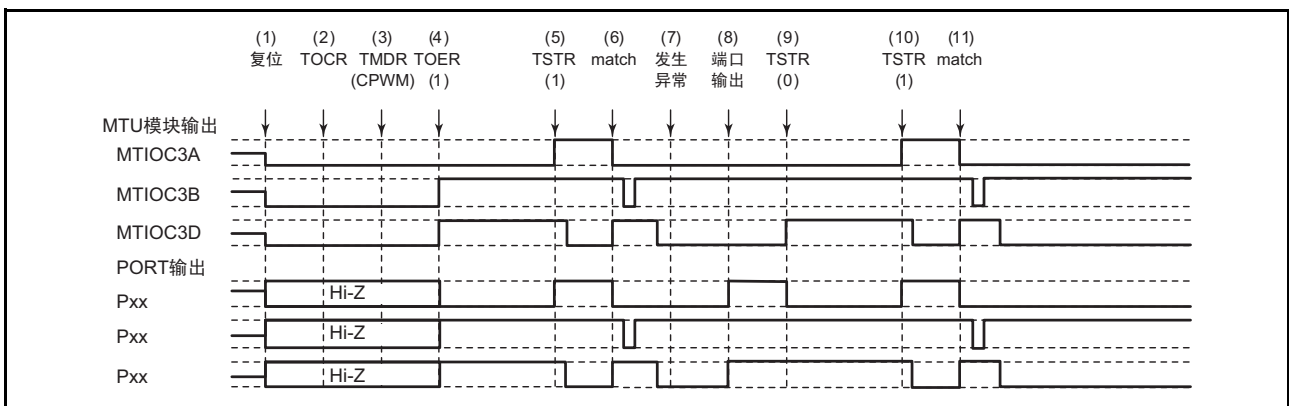 (1) (2) (3) (4) (5) (6) (7) (8) (9) (10) (11)
复位 TOCR TMDR TOER TSTR match 发生 端口 TSTR TSTR match
(CPWM) (1) (1) 异常 输出 (0) (1)
MTU模块输出
MTIOC3A
MTIOC3B
MTIOC3D
PORT输出
Pxx Hi-Z
Pxx Hi-Z
Pxx Hi-Z